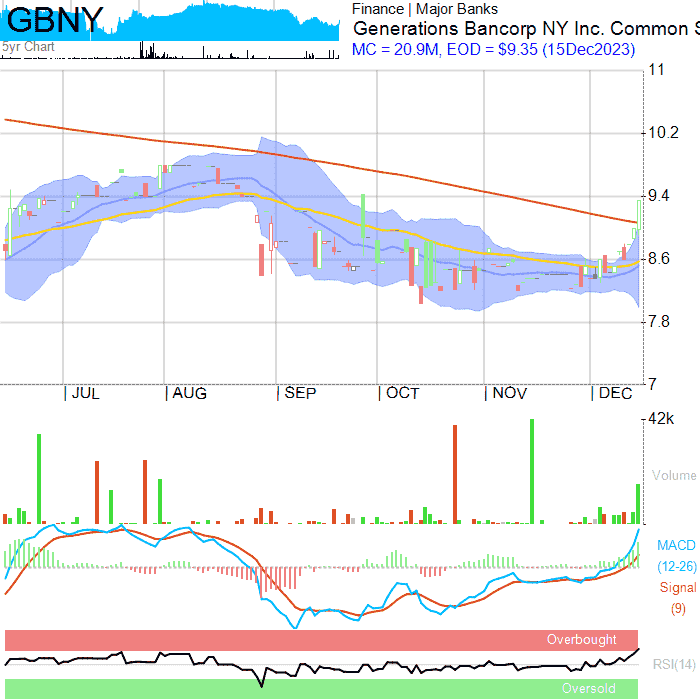 GBNY
5yr Chart
Finance | Major Banks
Generations Bancorp NY Inc. Common S
MC = 20.9M, EOD = $9.35 (15Dec2023)
11
10.2
9.4
8.6
7.8
7
| JUL | AUG | SEP | OCT | NOV | DEC
42k
Volume
MACD
(12-26)
Signal
(9)
Overbought
RSI(14)
Oversold